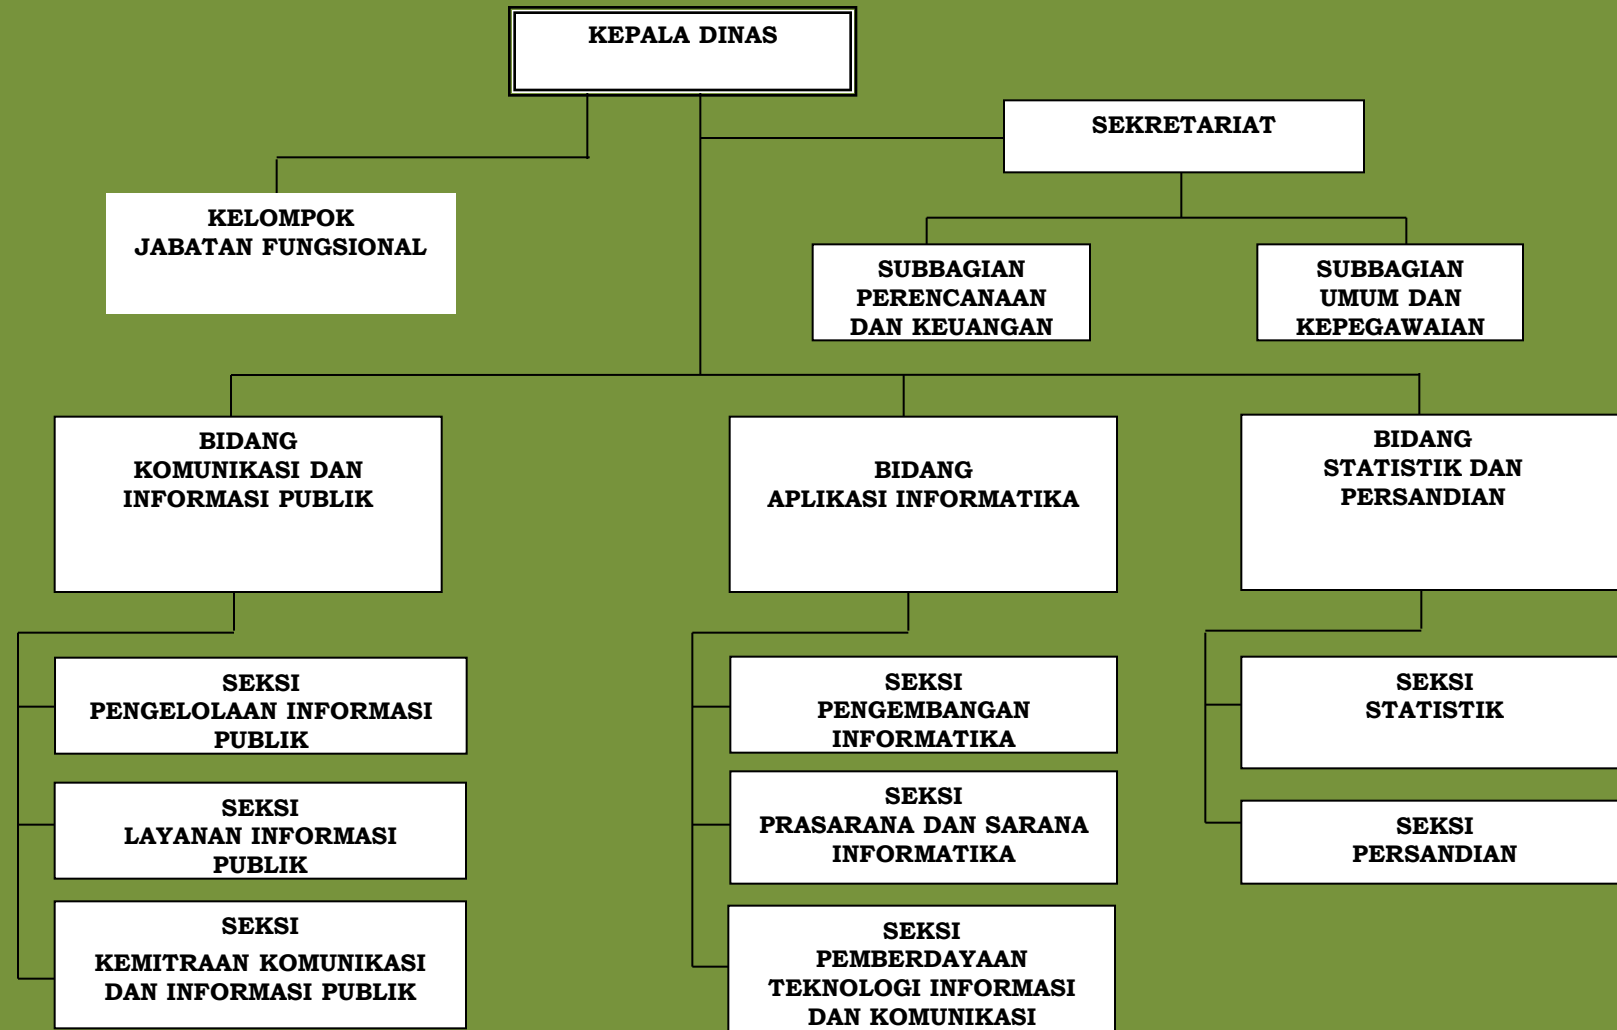 KEPALA DINAS
SEKRETARIAT
KELOMPOK
JABATAN FUNGSIONAL
SUBBAGIAN
PERENCANAAN
DAN KEUANGAN
SUBBAGIAN
UMUM DAN
KEPEGAWAIAN
BIDANG
KOMUNIKASI DAN
INFORMASI PUBLIK
BIDANG
APLIKASI INFORMATIKA
BIDANG
STATISTIK DAN
PERSANDIAN
SEKSI
PENGELOLAAN INFORMASI
PUBLIK
SEKSI
LAYANAN INFORMASI
PUBLIK
SEKSI
KEMITRAAN KOMUNIKASI
DAN INFORMASI PUBLIK
SEKSI
PENGEMBANGAN
INFORMATIKA
SEKSI
PRASARANA DAN SARANA
INFORMATIKA
SEKSI
PEMBERDAYAAN
TEKNOLOGI INFORMASI
DAN KOMUNIKASI
SEKSI
STATISTIK
SEKSI
PERSANDIAN